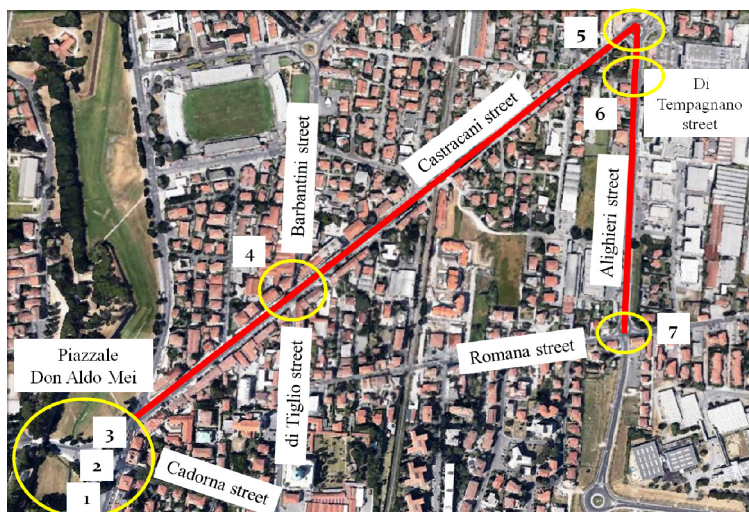 5
Di
Tempagnano
street
6
Castracani street
Barbantini street
Alighieri street
4
7
Romana street
Piazzale
Don Aldo Mei
di Tiglio street
3
2
1
Cadorna street